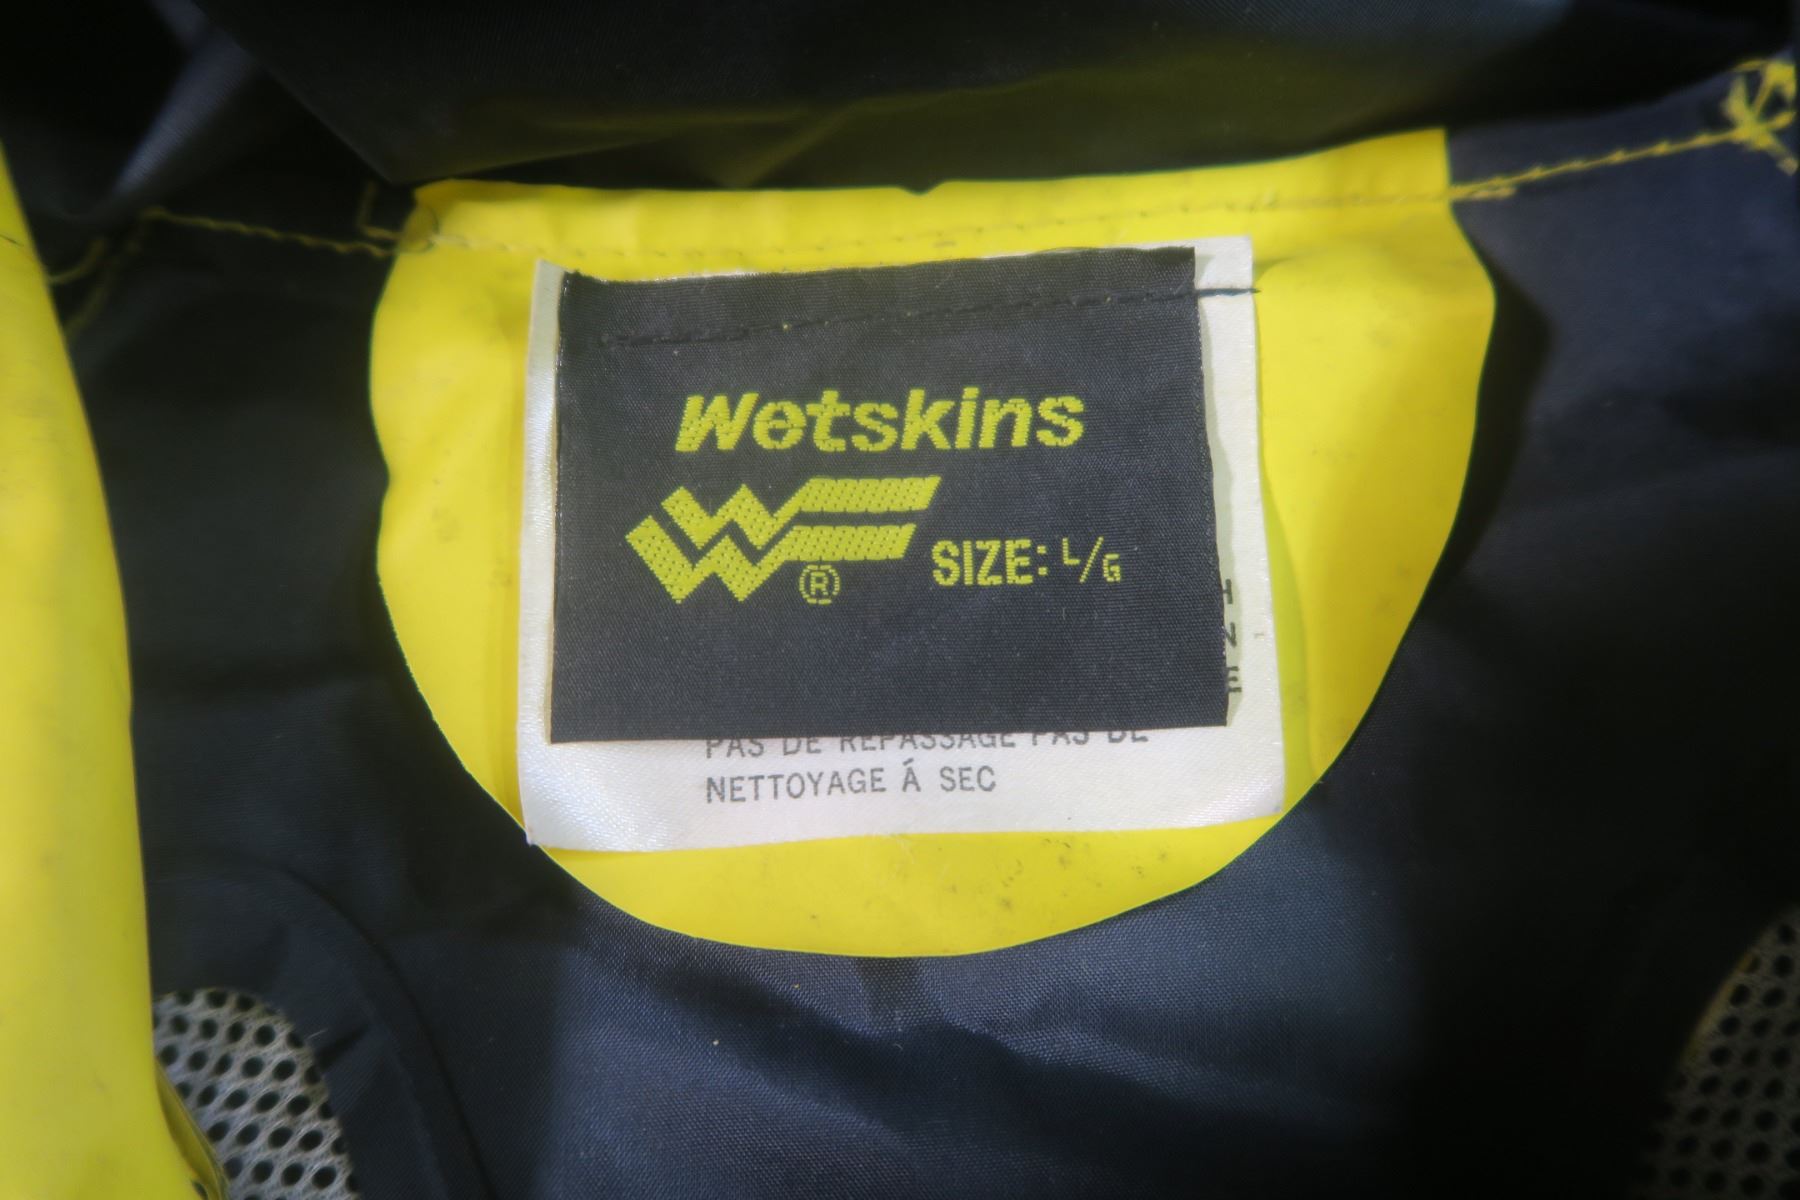 Wetskins
® SIZE: L/G
PAS DE REPASSAGE PAS DE
NETTOYAGE Á SEC